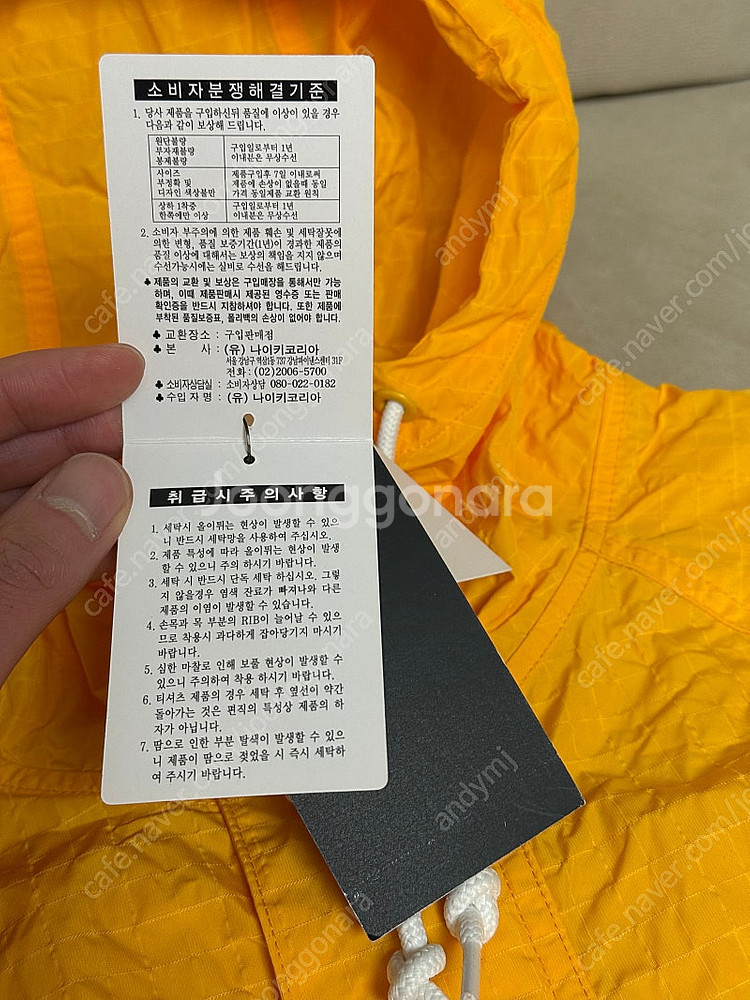 소비자분쟁해결기준
1. 당사 제품을 구입하신뒤 품질에 이상이 있을 경우
다음과 같이 보상해 드립니다.
원단불량
부자재불량
봉제불량
구입일로부터 1년
이내분은 무상수선
사이즈
부정확 및
디자인 색상불만
제품구입후 7일 이내로써
제품에 손상이 없을때 동일
가격 동일제품 교환 원칙
상하 1착중
한쪽에만 이상
구입일로부터 1년
이내분은 무상수선
2. 소비자 부주의에 의한 제품 훼손 및 세탁잘못에
의한 변형, 품질 보증기간(1년)이 경과한 제품의
품질 이상에 대해서는 보상의 책임을 지지 않으며
수선가능시에는 실비로 수선을 해드립니다.
♣ 제품의 교환 및 보상은 구입매장을 통해서만 가능
하며, 이때 제품판매시 제공된 영수증 또는 판매
확인증을 반드시 지참하셔야 합니다. 또한 제품에
부착된 품질보증표, 폴리백의 손상이 없어야 합니다.
♣ 교환장소 : 구입판매점
♣ 본 사 : (유) 나이키코리아
서울 강남구 역삼1동 737 강남파이낸스센터 31F
전화 : (02)2006-5700
♣ 소비자상담실 : 소비자상담 080-022-0182
♣ 수입자명 : (유) 나이키코리아
취급시주의사항
1. 세탁시 올이튀는 현상이 발생할 수 있으
니 반드시 세탁망을 사용하여 주십시오.
2. 제품 특성에 따라 올이튀는 현상이 발생
할 수 있으니 주의 하시기 바랍니다.
3. 세탁 시 반드시 단독 세탁 하십시오. 그렇
지 않을경우 염색 잔료가 빠져나와 다른
제품의 이염이 발생할 수 있습니다.
4. 손목과 목 부분의 RIB이 늘어날 수 있으
므로 착용시 과다하게 잡아당기지 마시기
바랍니다.
5. 심한 마찰로 인해 보풀 현상이 발생할 수
있으니 주의하여 착용 하시기 바랍니다.
6. 티셔츠 제품의 경우 세탁 후 옆선이 약간
돌아가는 것은 편직의 특성상 제품의 하
자가 아닙니다.
7. 땀으로 인한 부분 탈색이 발생할 수 있으
니 제품이 땀으로 젖었을 시 즉시 세탁하
여 주시기 바랍니다.
Joonggonara
andymj
cafe.naver.com/joonggonara